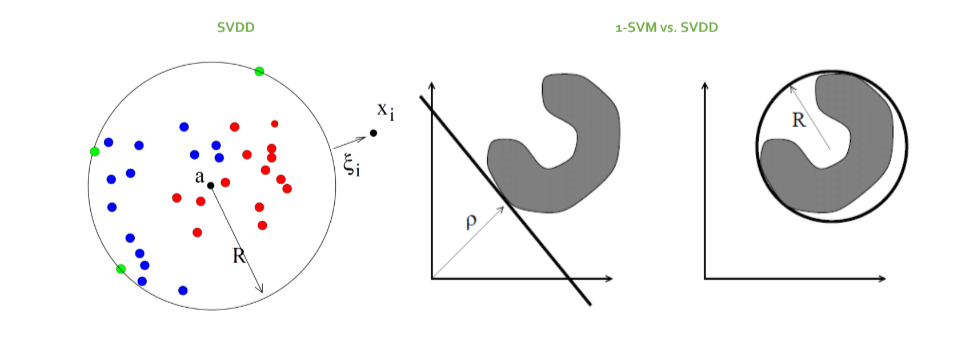 SVDD
1-SVM vs. SVDD
xi
ξi
a
R
ρ
R